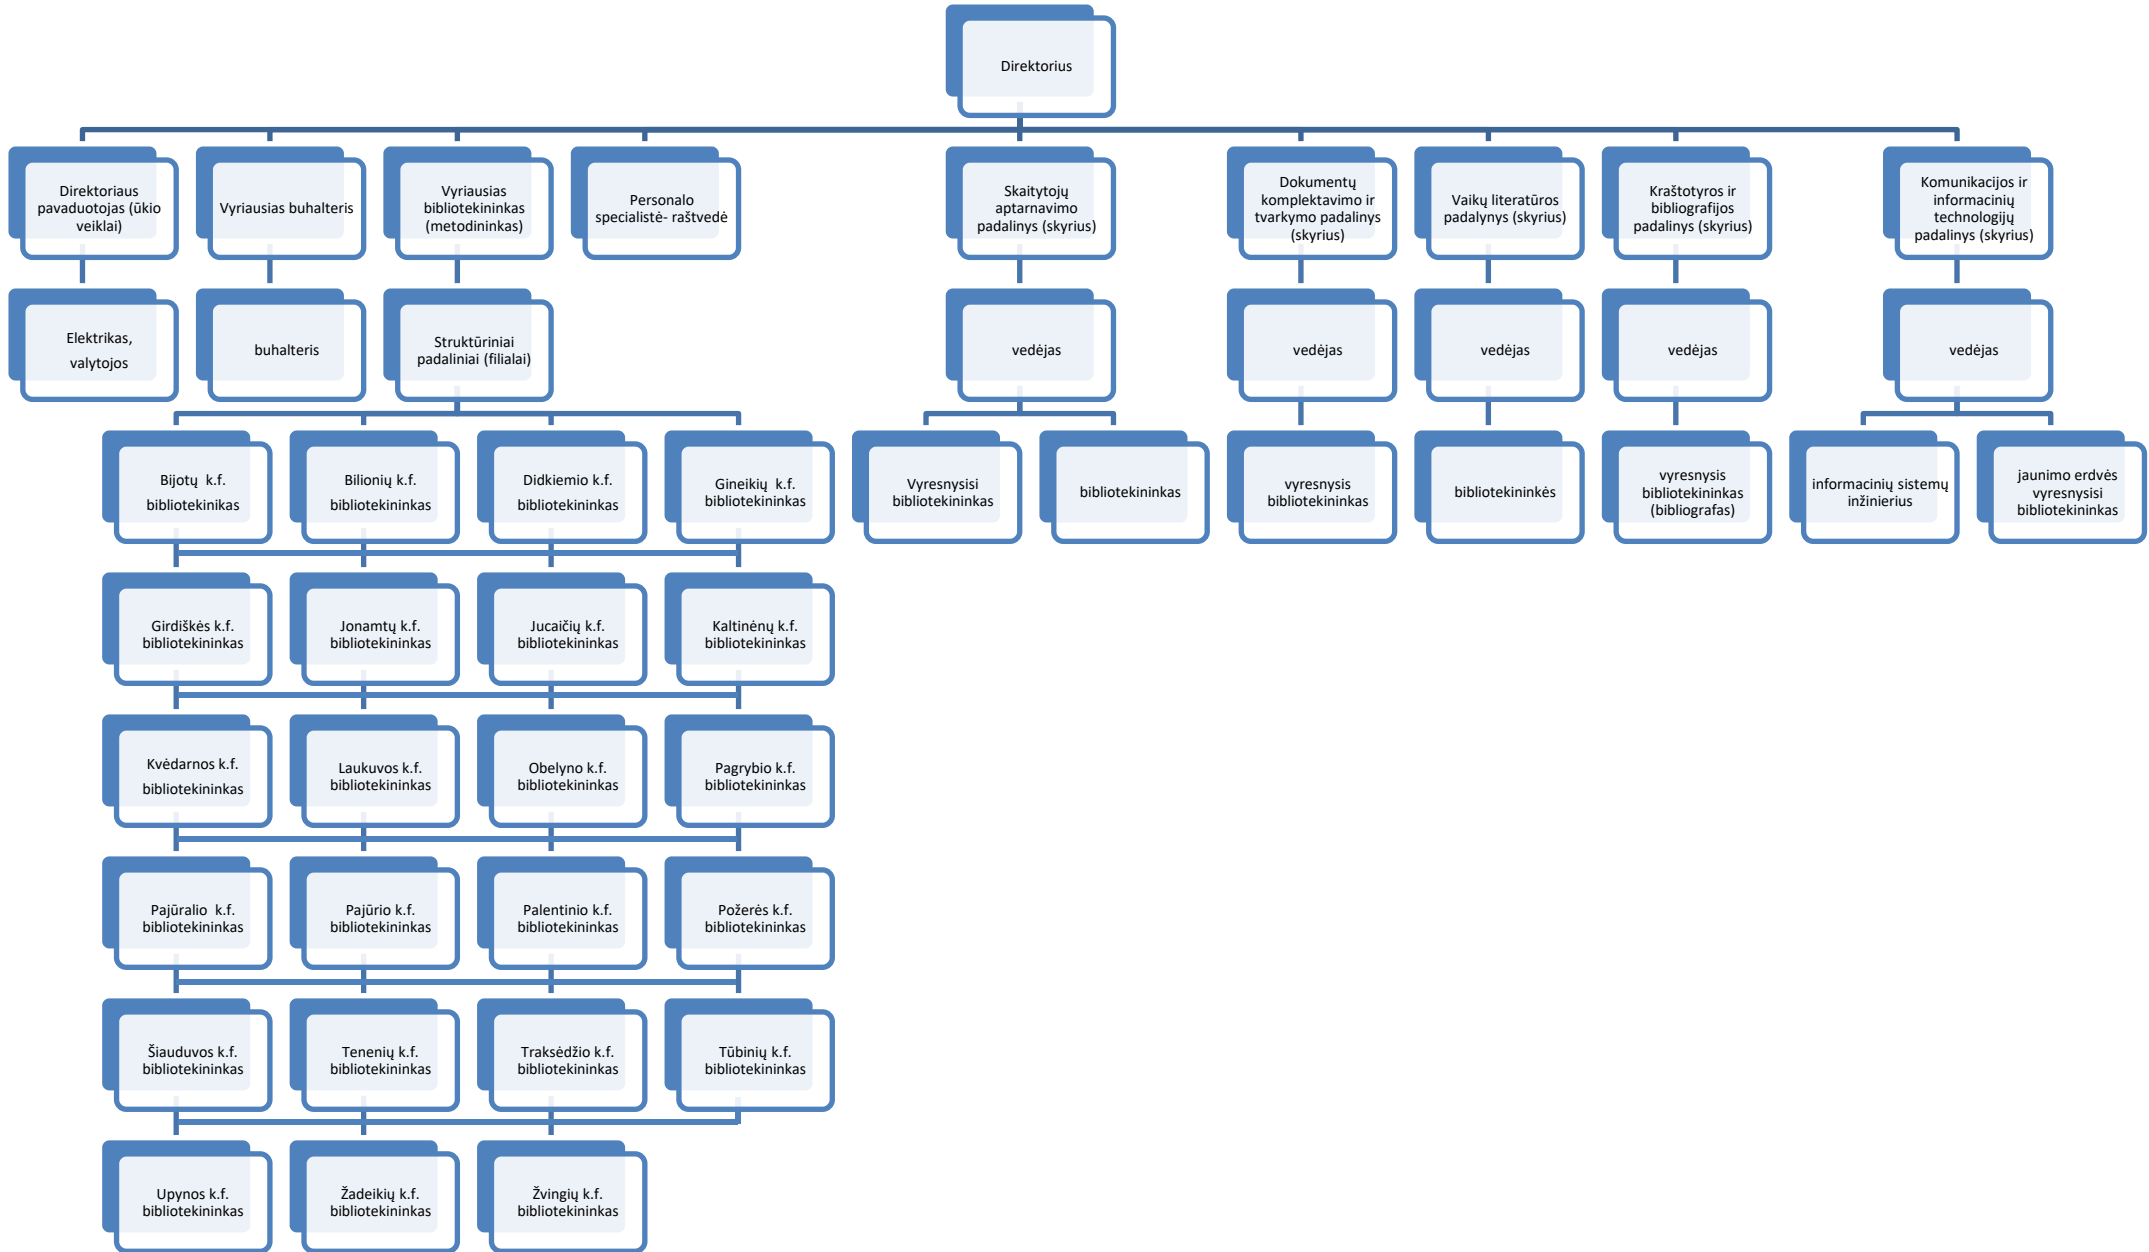 Direktorius
Direktoriaus
pavaduotojas (ūkio
veiklai)
Vyriausias buhalteris
Vyriausias
bibliotekininkas
(metodininkas)
Personalo
specialistė- raštvedė
Skaitytojų
aptarnavimo
padalinys (skyrius)
Dokumentų
komplektavimo ir
tvarkymo padalinys
(skyrius)
Vaikų literatūros
padalynys (skyrius)
Kraštotyros ir
bibliografijos
padalinys (skyrius)
Komunikacijos ir
informacinių
technologijų
padalinys (skyrius)
Elektrikas,
valytojos
buhalteris
Struktūriniai
padaliniai (filialai)
vedėjas
vedėjas
vedėjas
vedėjas
vedėjas
Bijotų k.f.
bibliotekinikas
Bilionių k.f.
bibliotekininkas
Didkiemio k.f.
bibliotekininkas
Gineikių k.f.
bibliotekininkas
Vyresnysisi
bibliotekininkas
bibliotekininkas
vyresnysis
bibliotekininkas
bibliotekininkės
vyresnysis
bibliotekininkas
(bibliografas)
informacinių sistemų
inžinierius
jaunimo erdvės
vyresnysisi
bibliotekininkas
Girdiškės k.f.
bibliotekininkas
Jonamtų k.f.
bibliotekininkas
Jucaičių k.f.
bibliotekininkas
Kaltinėnų k.f.
bibliotekininkas
Kvėdarnos k.f.
bibliotekininkas
Laukuvos k.f.
bibliotekininkas
Obelyno k.f.
bibliotekininkas
Pagrybio k.f.
bibliotekininkas
Pajūralio k.f.
bibliotekininkas
Pajūrio k.f.
bibliotekininkas
Palentinio k.f.
bibliotekininkas
Požerės k.f.
bibliotekininkas
Šiauduvos k.f.
bibliotekininkas
Tenenių k.f.
bibliotekininkas
Traksėdžio k.f.
bibliotekininkas
Tūbinių k.f.
bibliotekininkas
Upynos k.f.
bibliotekininkas
Žadeikių k.f.
bibliotekininkas
Žvingių k.f.
bibliotekininkas